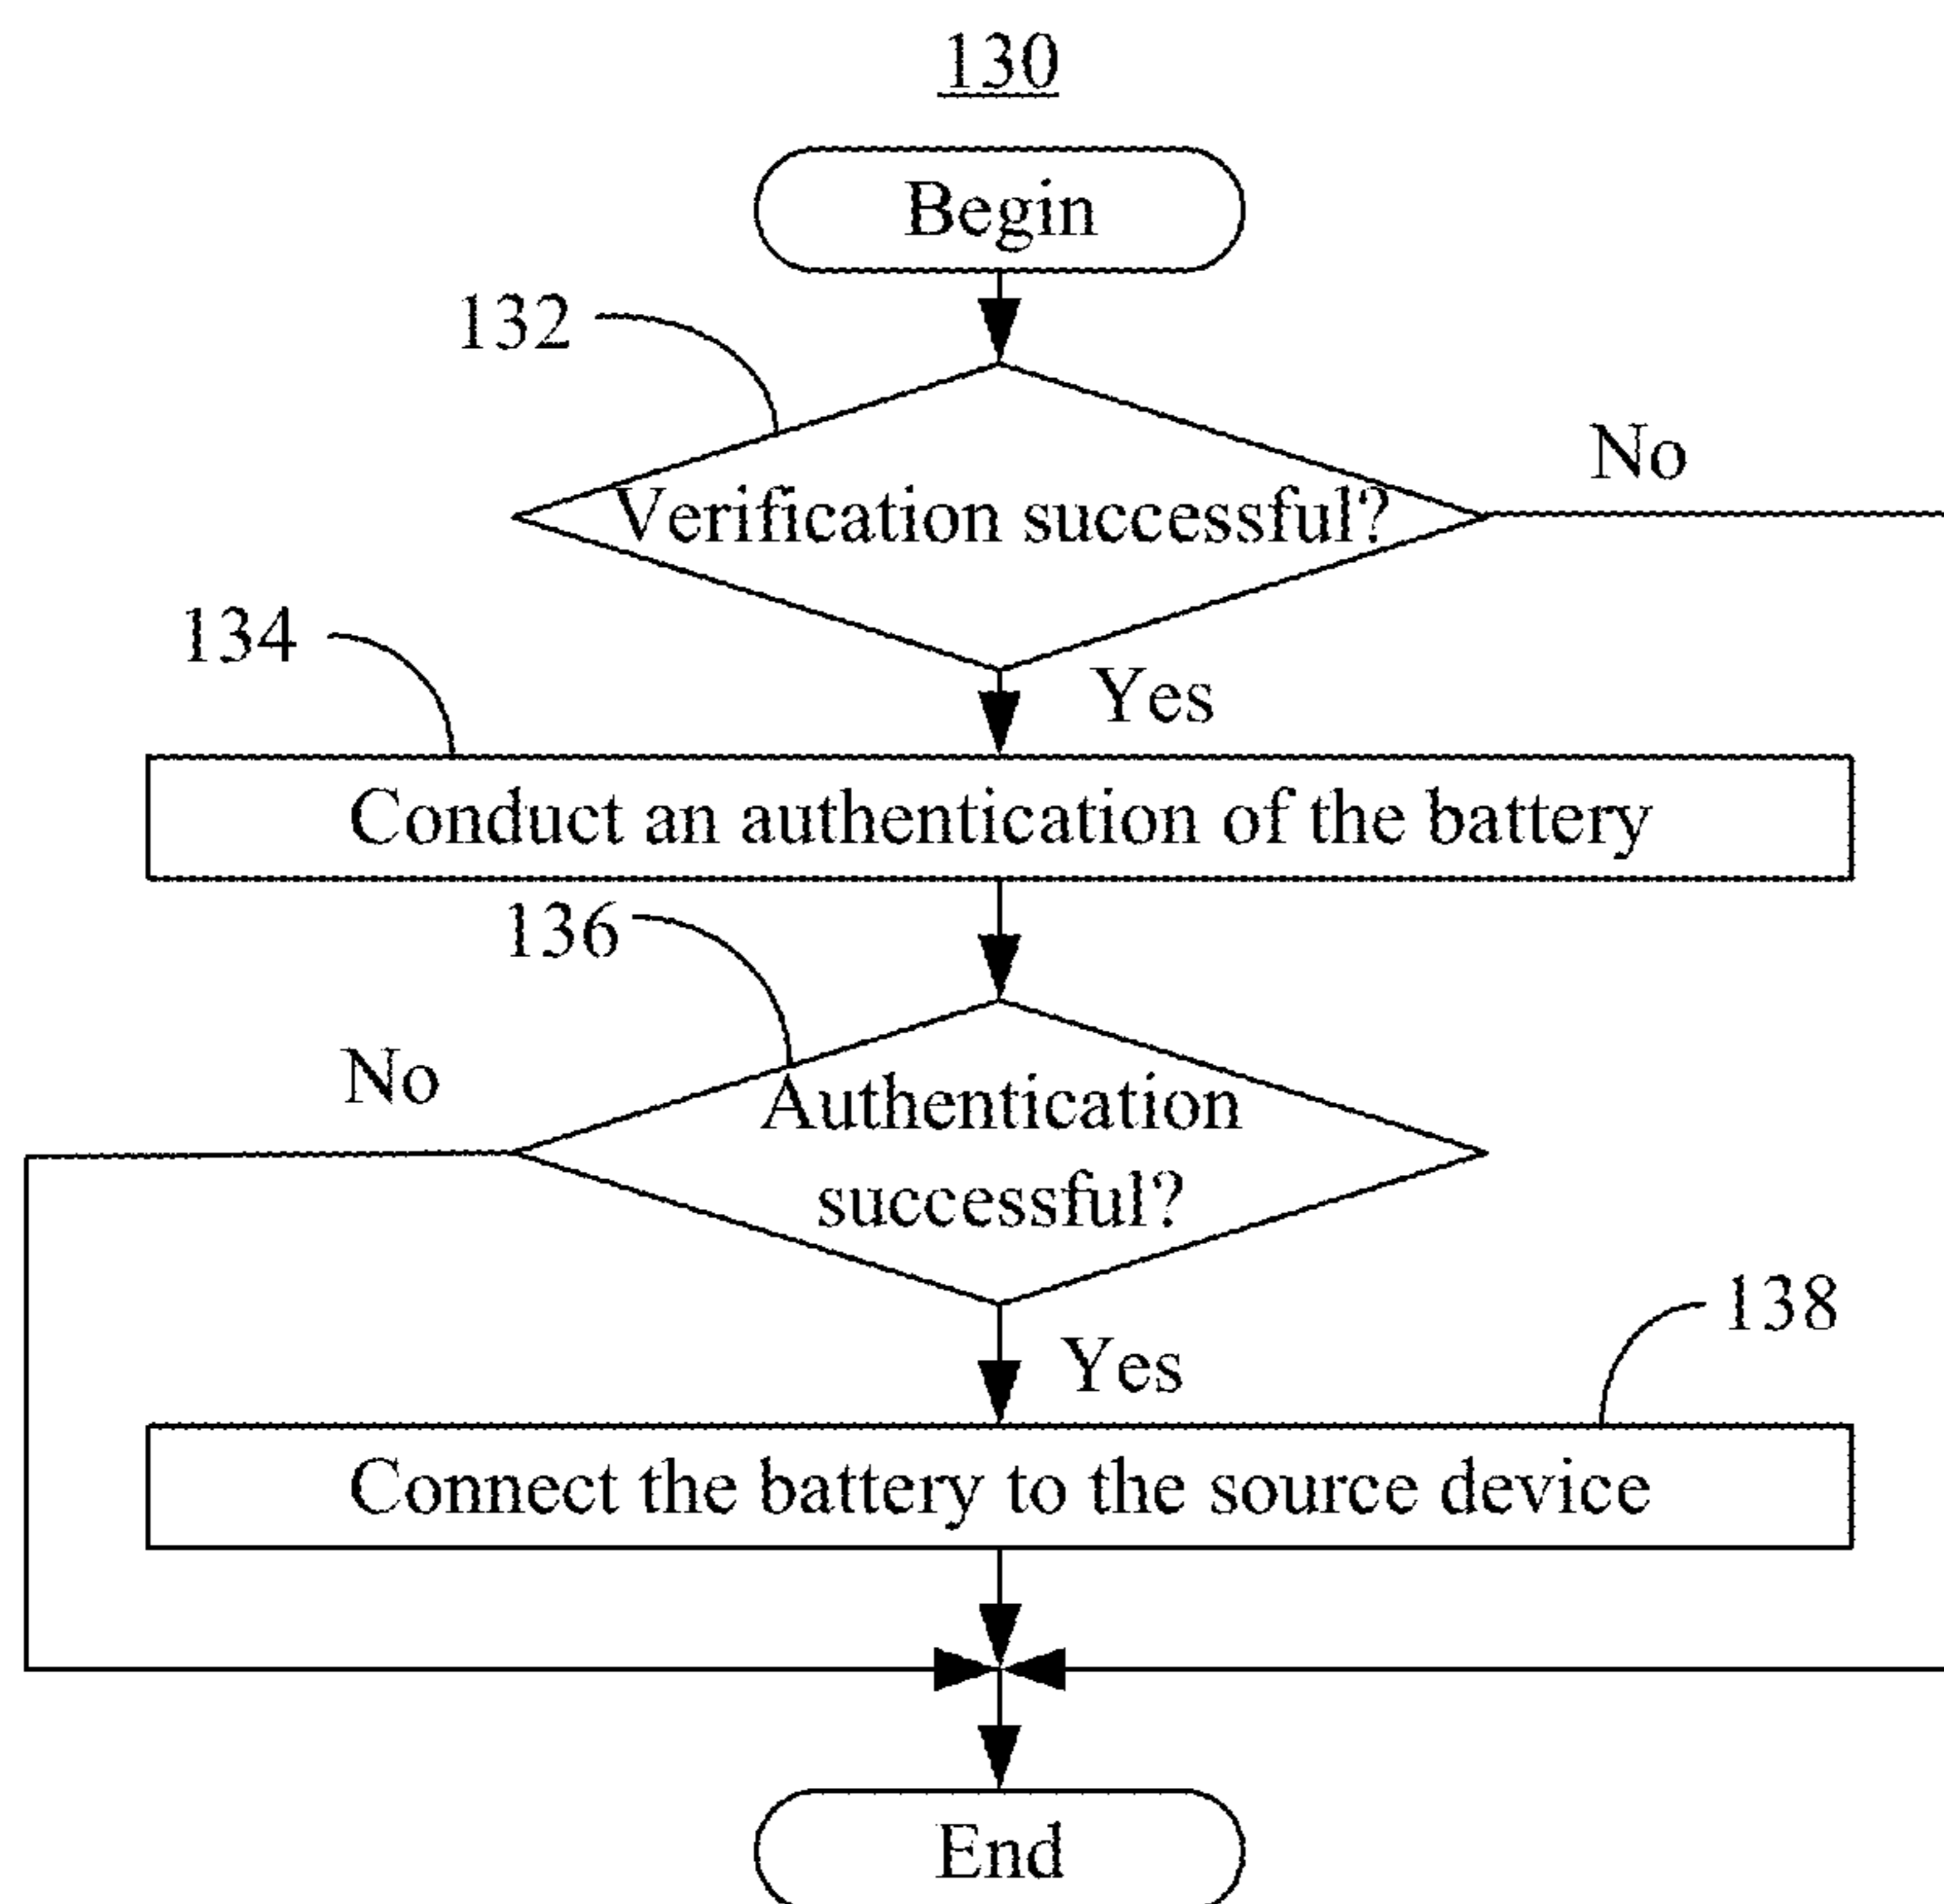 130
Begin
132
No
Verification successful?
134
Yes
Conduct an authentication of the battery
136
No
Authentication
successful?
138
Yes
Connect the battery to the source device
End